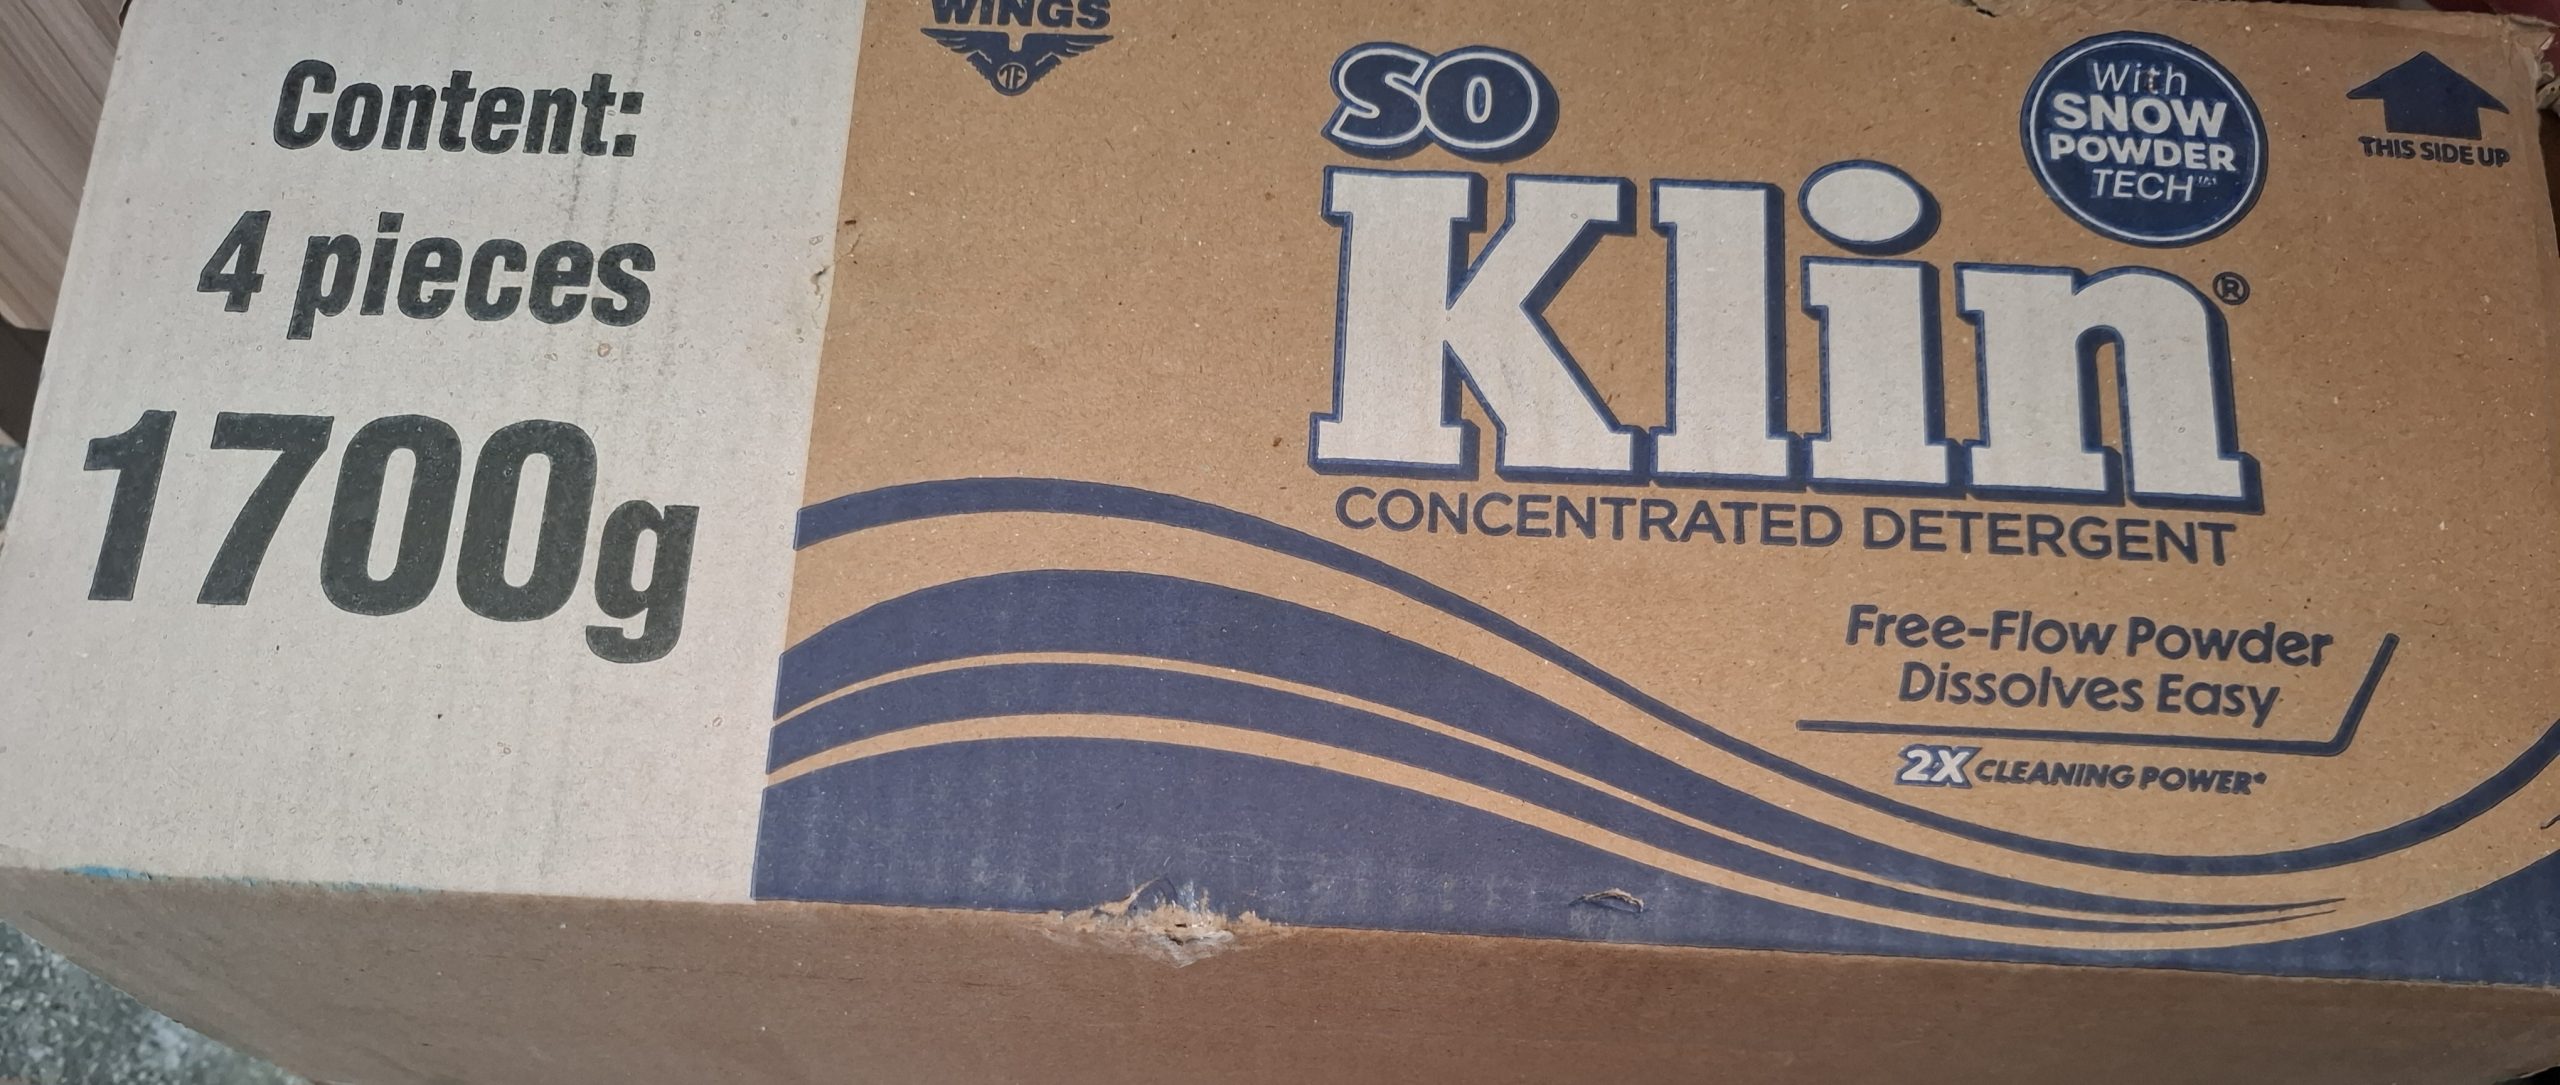 Content:
4 pieces
1700g
WINGS
SO
Klin®
CONCENTRATED DETERGENT
With
SNOW
POWDER
TECH™
THIS SIDE UP
Free-Flow Powder
Dissolves Easy
2X CLEANING POWER*